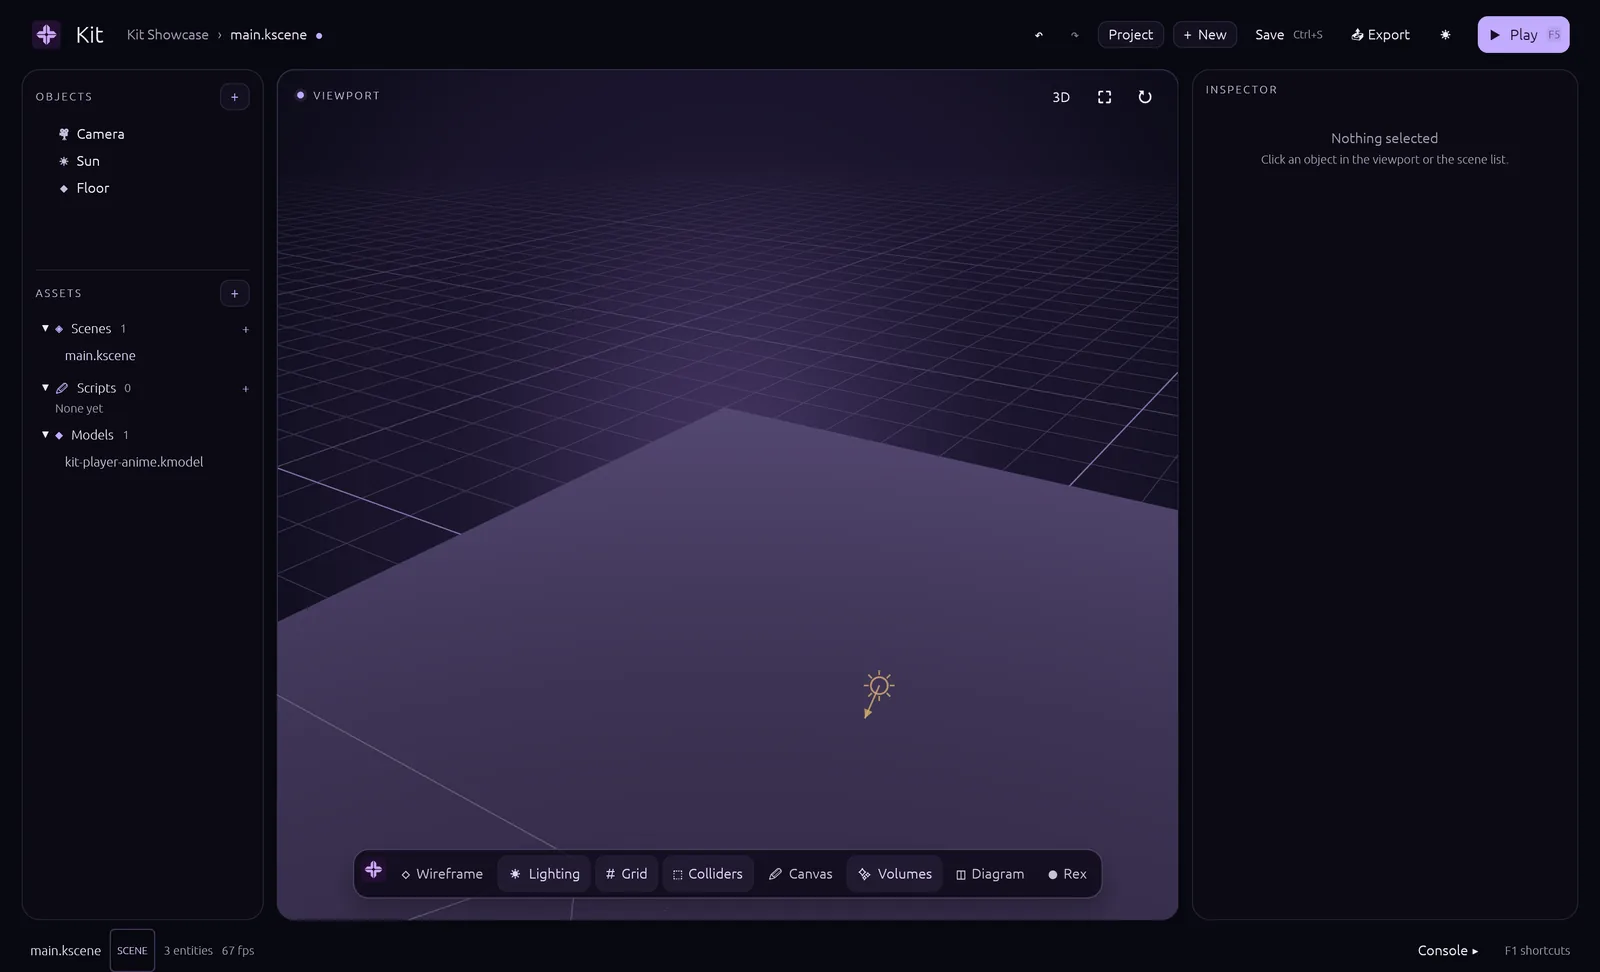 Kit
Kit Showcase › main.kscene
Project
+ New
Save Ctrl+S
Export
Play F5
OBJECTS
+
Camera
Sun
Floor
ASSETS
+
Scenes 1 +
main.kscene
Scripts 0 +
None yet
Models 1
kit-player-anime.kmodel
VIEWPORT
3D
Wireframe
Lighting
# Grid
Colliders
Canvas
Volumes
Diagram
Rex
INSPECTOR
Nothing selected
Click an object in the viewport or the scene list.
main.kscene SCENE 3 entities 67 fps
Console
F1 shortcuts